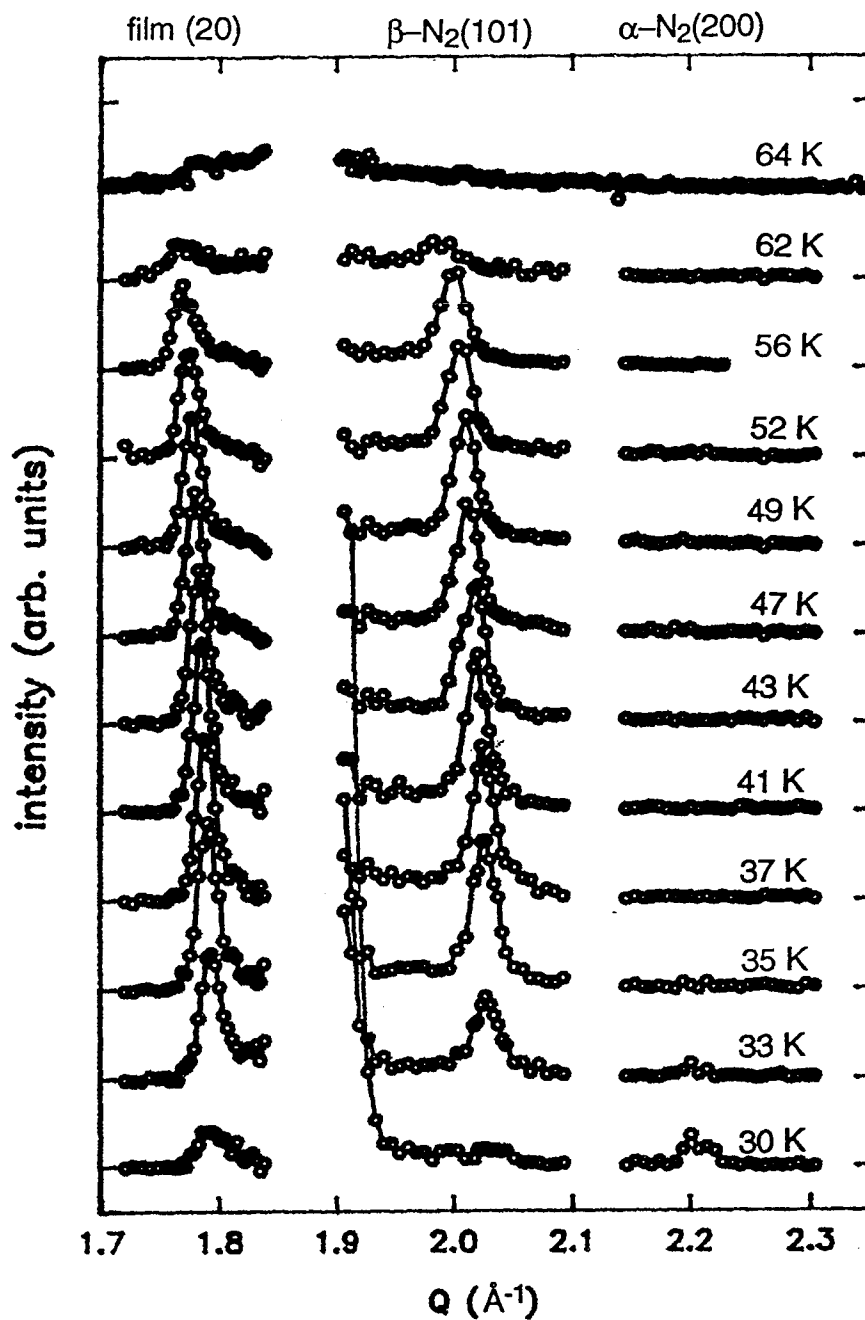 film (20) β–N₂(101) α–N₂(200)
64 K
62 K
56 K
52 K
49 K
47 K
43 K
41 K
37 K
35 K
33 K
30 K
intensity (arb. units)
1.7 1.8 1.9 2.0 2.1 2.2 2.3
Q (Å⁻¹)